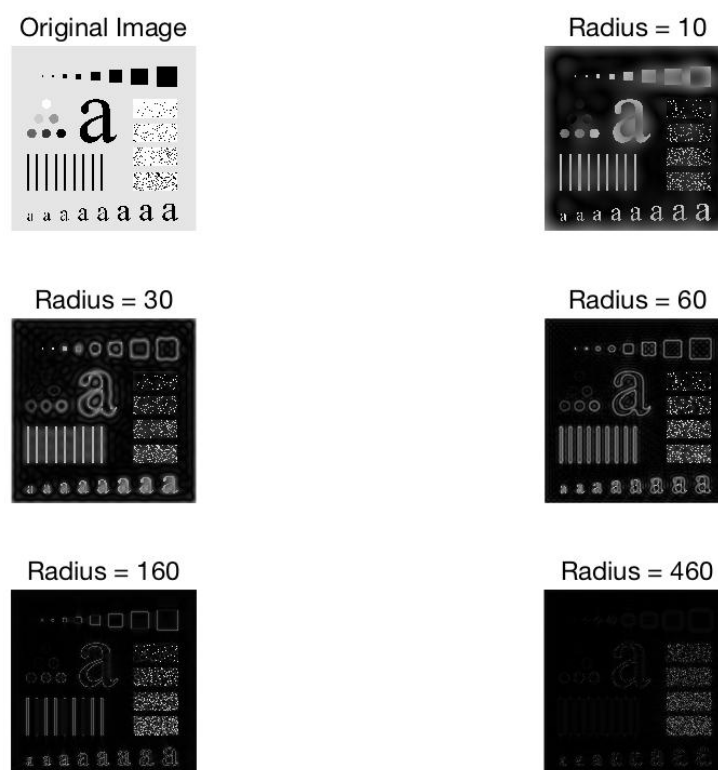 Original Image
a
a a a a a a a a
Radius = 10
a
a a a a a a a a
Radius = 30
a
a a a a a a a a
Radius = 60
a
a a a a a a a a
Radius = 160
a
a a a a a a a a
Radius = 460
a
a a a a a a a a